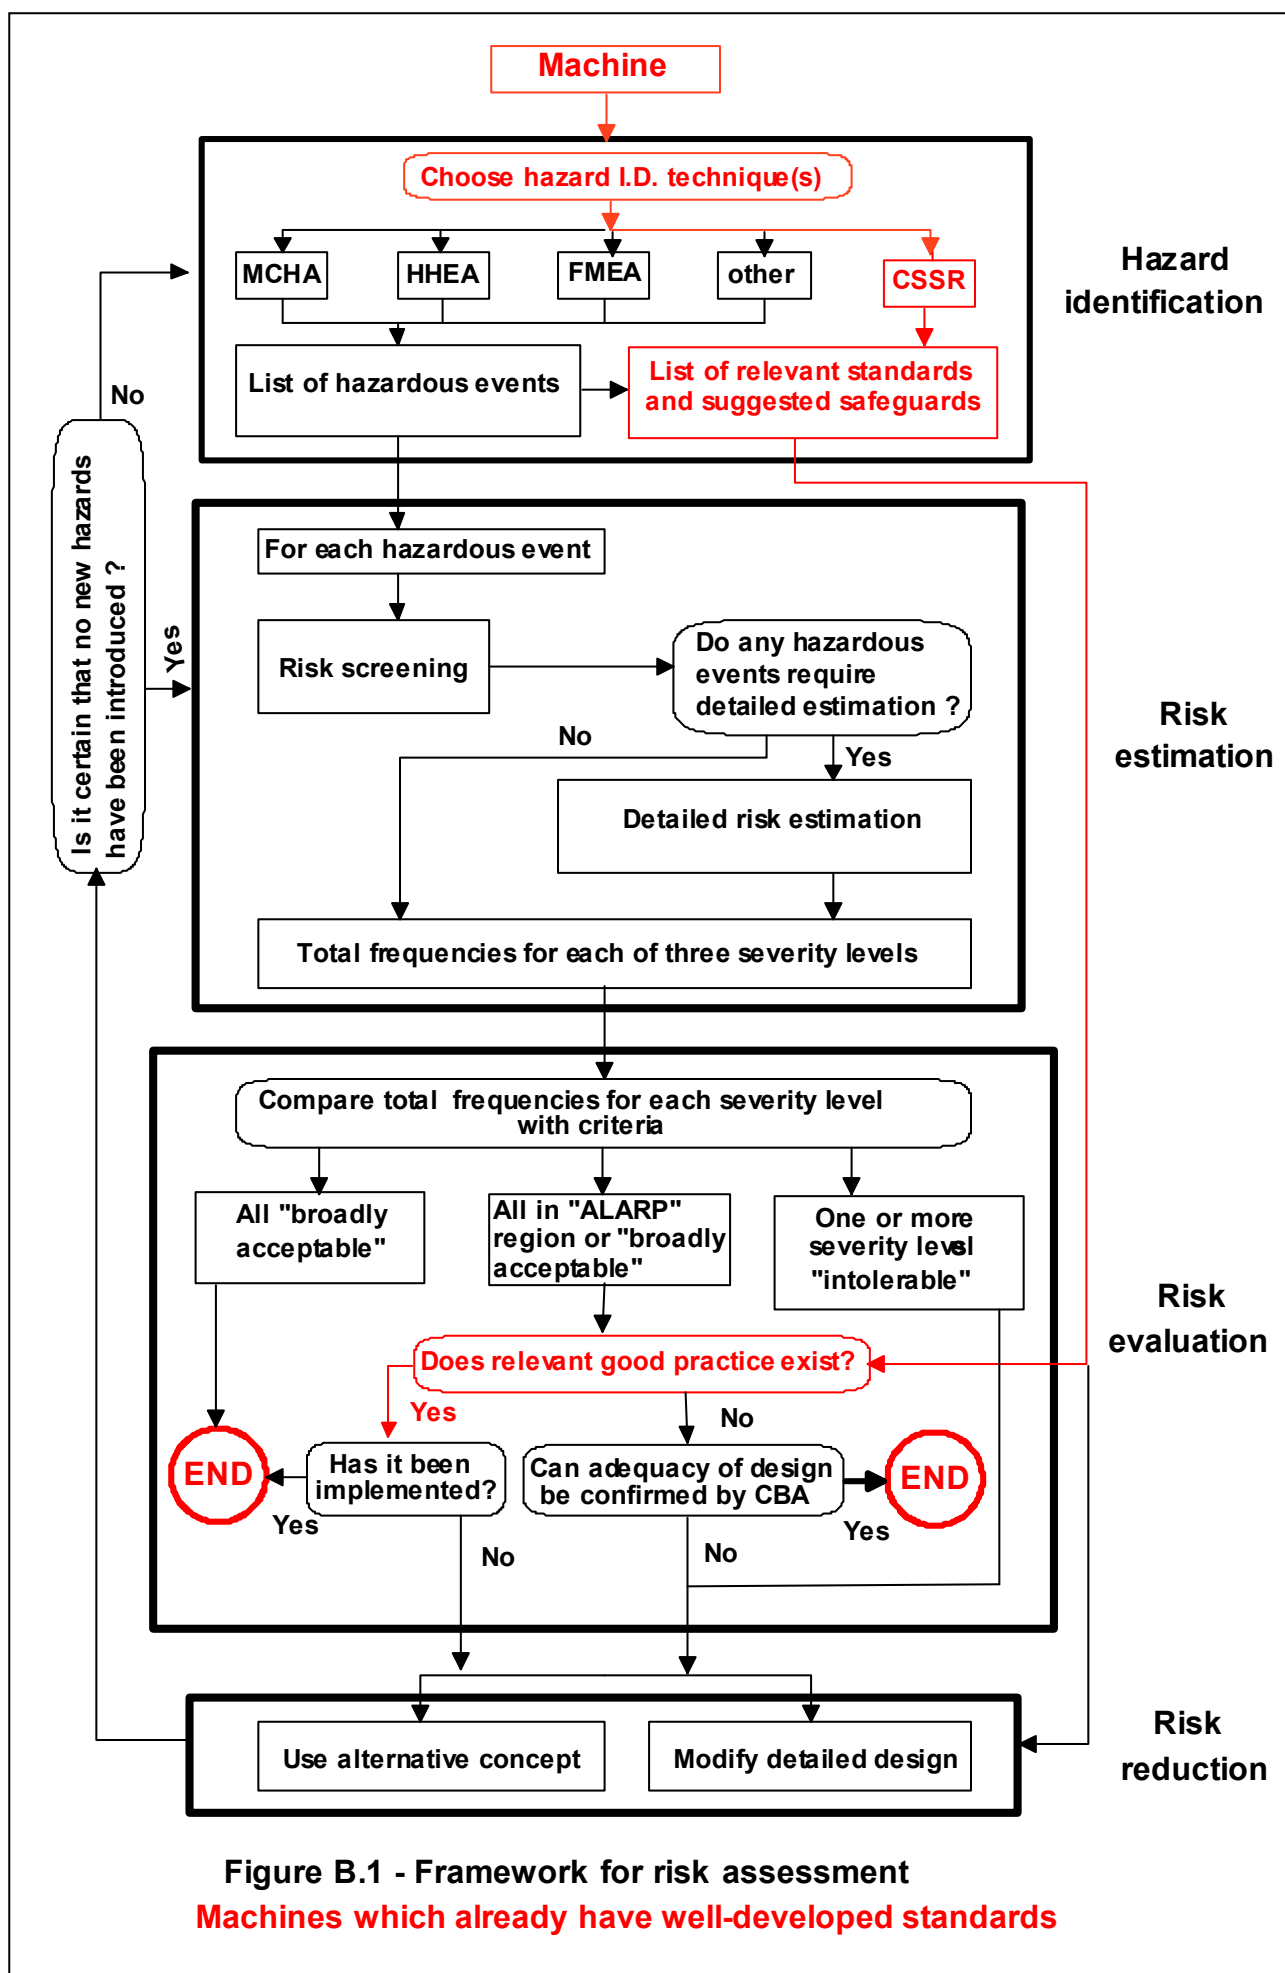 Machine
Choose hazard I.D. technique(s)
MCHA
HHEA
FMEA
other
CSSR
Hazard
identification
List of hazardous events
List of relevant standards
and suggested safeguards
No
Is it certain that no new hazards
have been introduced ?
Yes
For each hazardous event
Risk screening
Do any hazardous
events require
detailed estimation ?
No
Yes
Risk
estimation
Detailed risk estimation
Total frequencies for each of three severity levels
Compare total frequencies for each severity level
with criteria
All "broadly
acceptable"
All in "ALARP"
region or "broadly
acceptable"
One or more
severity level
"intolerable"
Risk
evaluation
Does relevant good practice exist?
Yes
No
END
Has it been
implemented?
Can adequacy of design
be confirmed by CBA
END
Yes
Yes
No
No
Use alternative concept
Modify detailed design
Risk
reduction
Figure B.1 - Framework for risk assessment
Machines which already have well-developed standards